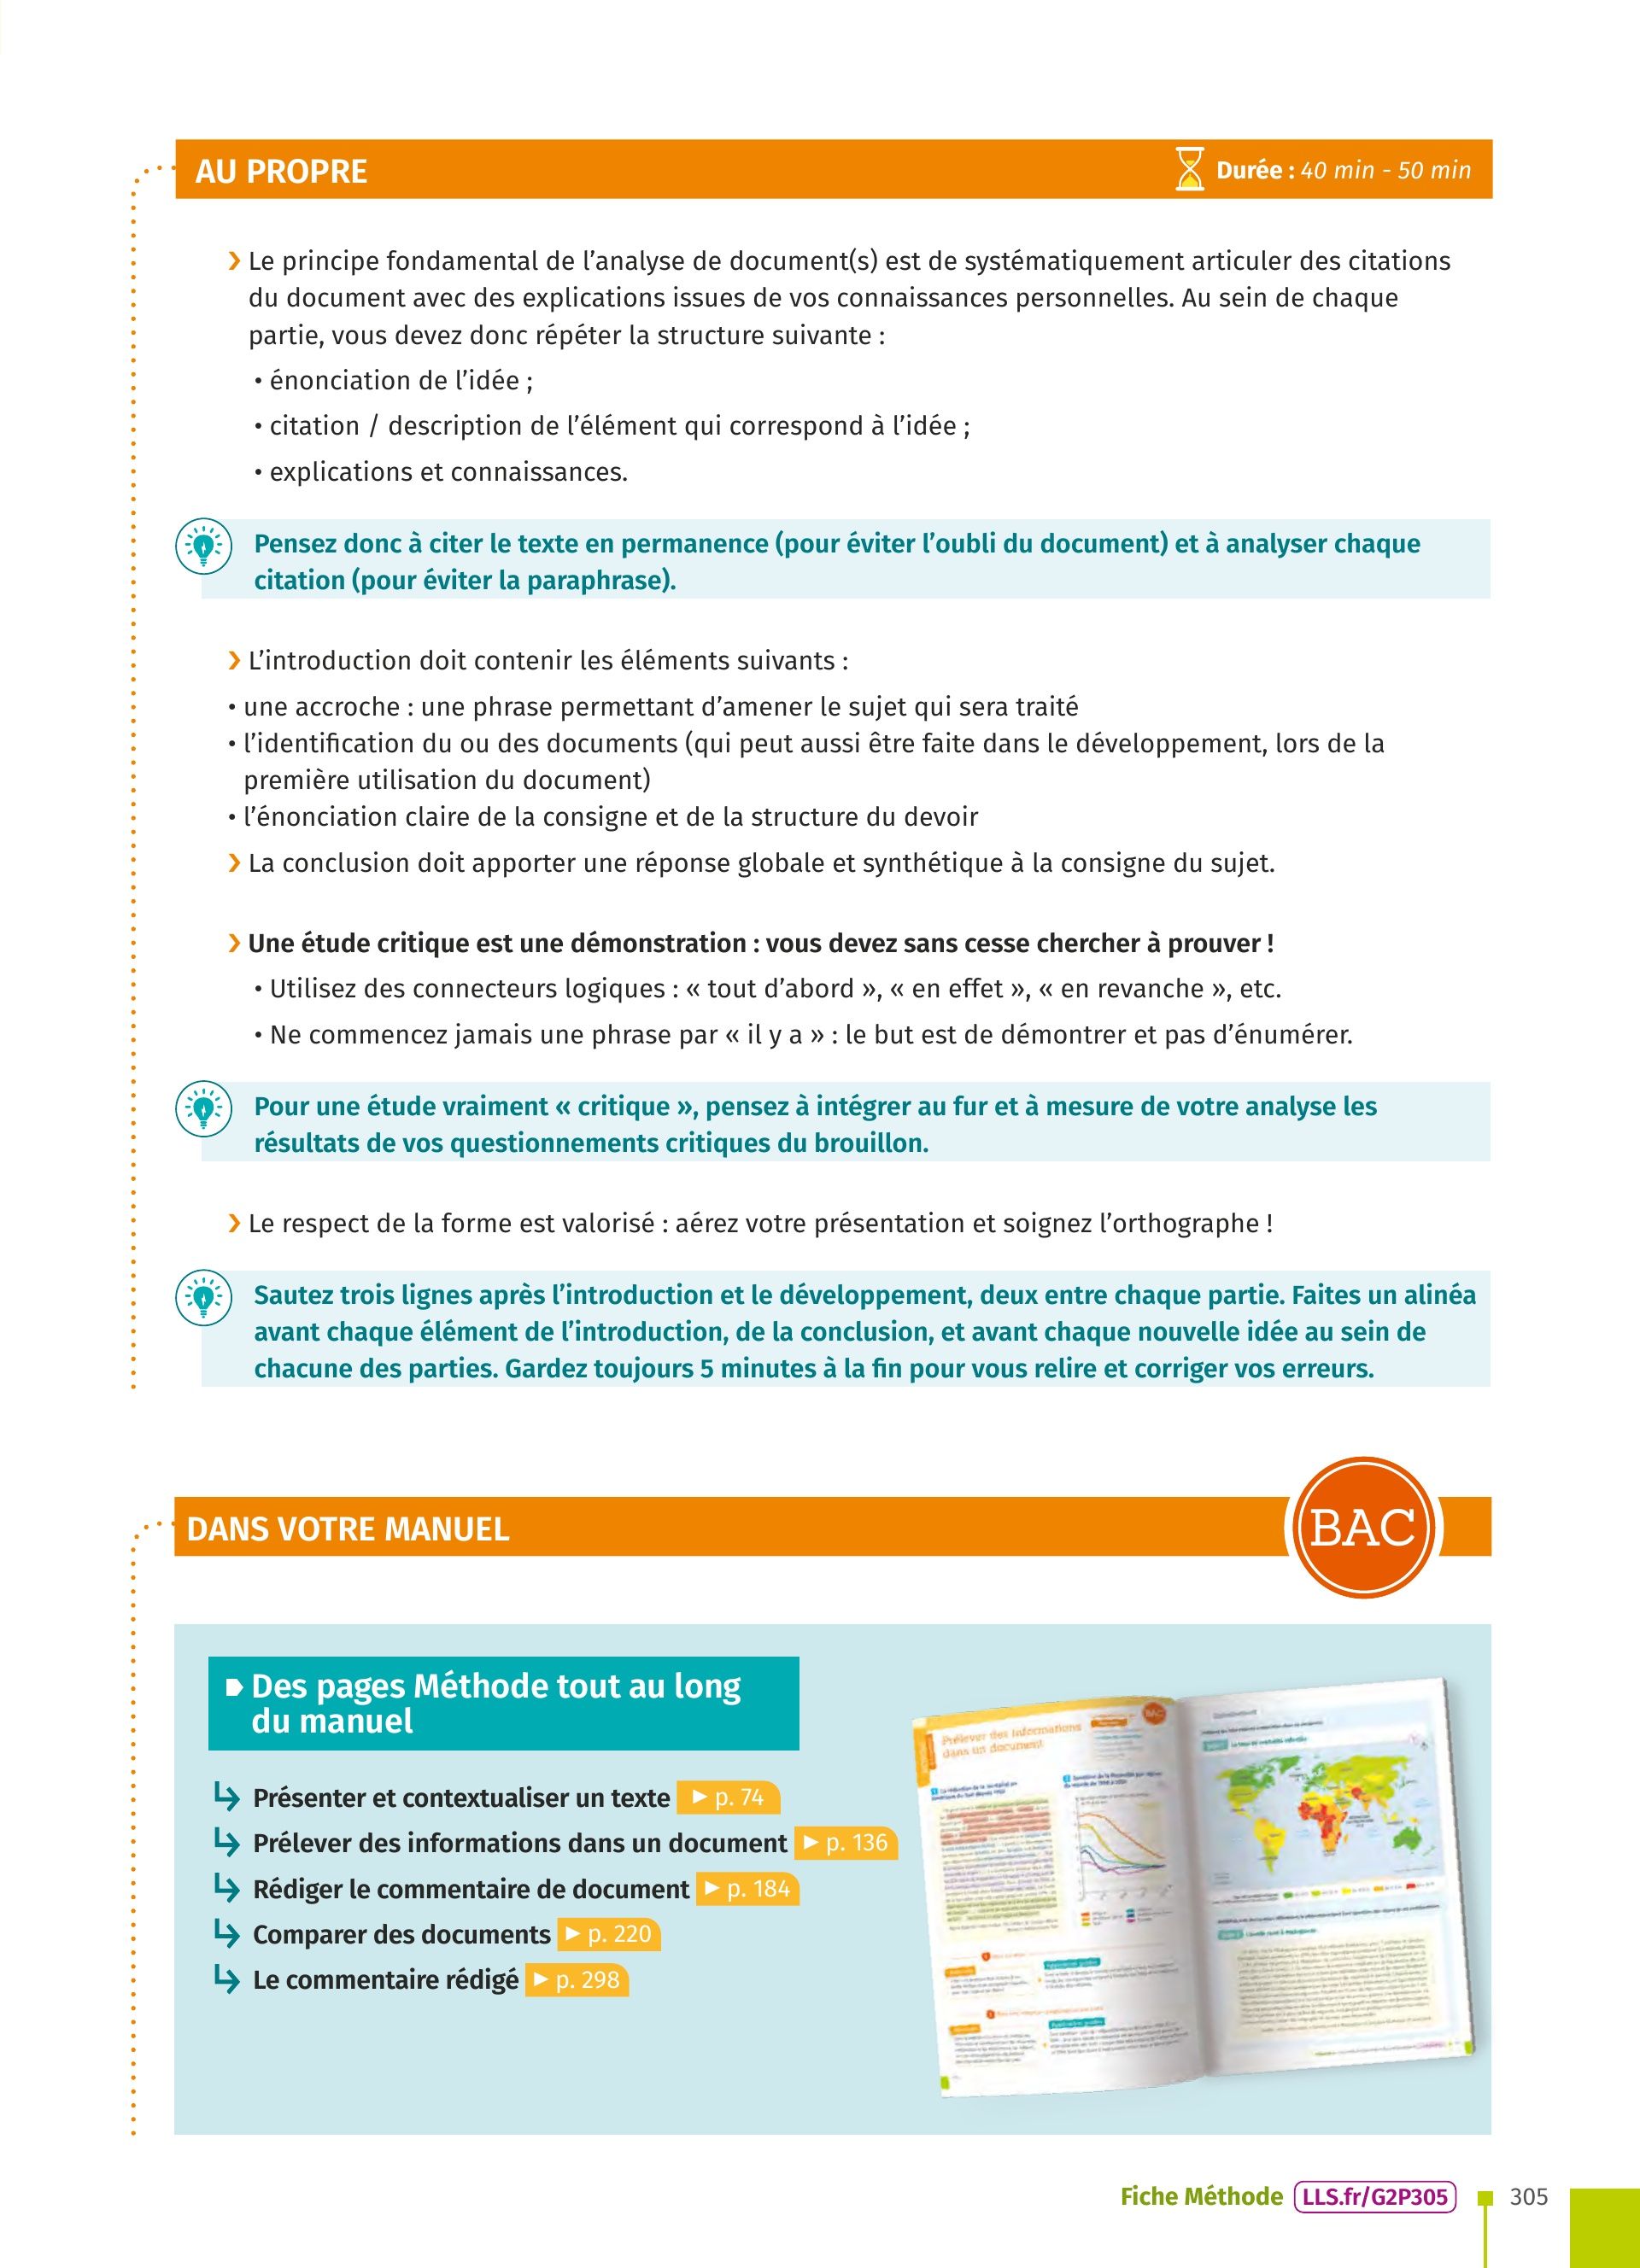 AU PROPRE
Durée : 40 min - 50 min
❯ Le principe fondamental de l’analyse de document(s) est de systématiquement articuler des citations
du document avec des explications issues de vos connaissances personnelles. Au sein de chaque
partie, vous devez donc répéter la structure suivante :
• énonciation de l’idée ;
• citation / description de l’élément qui correspond à l’idée ;
• explications et connaissances.
Pensez donc à citer le texte en permanence (pour éviter l’oubli du document) et à analyser chaque
citation (pour éviter la paraphrase).
❯ L’introduction doit contenir les éléments suivants :
• une accroche : une phrase permettant d’amener le sujet qui sera traité
• l’identification du ou des documents (qui peut aussi être faite dans le développement, lors de la
première utilisation du document)
• l’énonciation claire de la consigne et de la structure du devoir
❯ La conclusion doit apporter une réponse globale et synthétique à la consigne du sujet.
❯ Une étude critique est une démonstration : vous devez sans cesse chercher à prouver !
• Utilisez des connecteurs logiques : « tout d’abord », « en effet », « en revanche », etc.
• Ne commencez jamais une phrase par « il y a » : le but est de démontrer et pas d’énumérer.
Pour une étude vraiment « critique », pensez à intégrer au fur et à mesure de votre analyse les
résultats de vos questionnements critiques du brouillon.
❯ Le respect de la forme est valorisé : aérez votre présentation et soignez l’orthographe !
Sautez trois lignes après l’introduction et le développement, deux entre chaque partie. Faites un alinéa
avant chaque élément de l’introduction, de la conclusion, et avant chaque nouvelle idée au sein de
chacune des parties. Gardez toujours 5 minutes à la fin pour vous relire et corriger vos erreurs.
DANS VOTRE MANUEL
BAC
Des pages Méthode tout au long
du manuel
Présenter et contextualiser un texte ► p. 74
Prélever des informations dans un document ► p. 136
Rédiger le commentaire de document ► p. 184
Comparer des documents ► p. 220
Le commentaire rédigé ► p. 298
Prélever des informations
dans un document
BAC
Fiche Méthode LLS.fr/G2P305
305